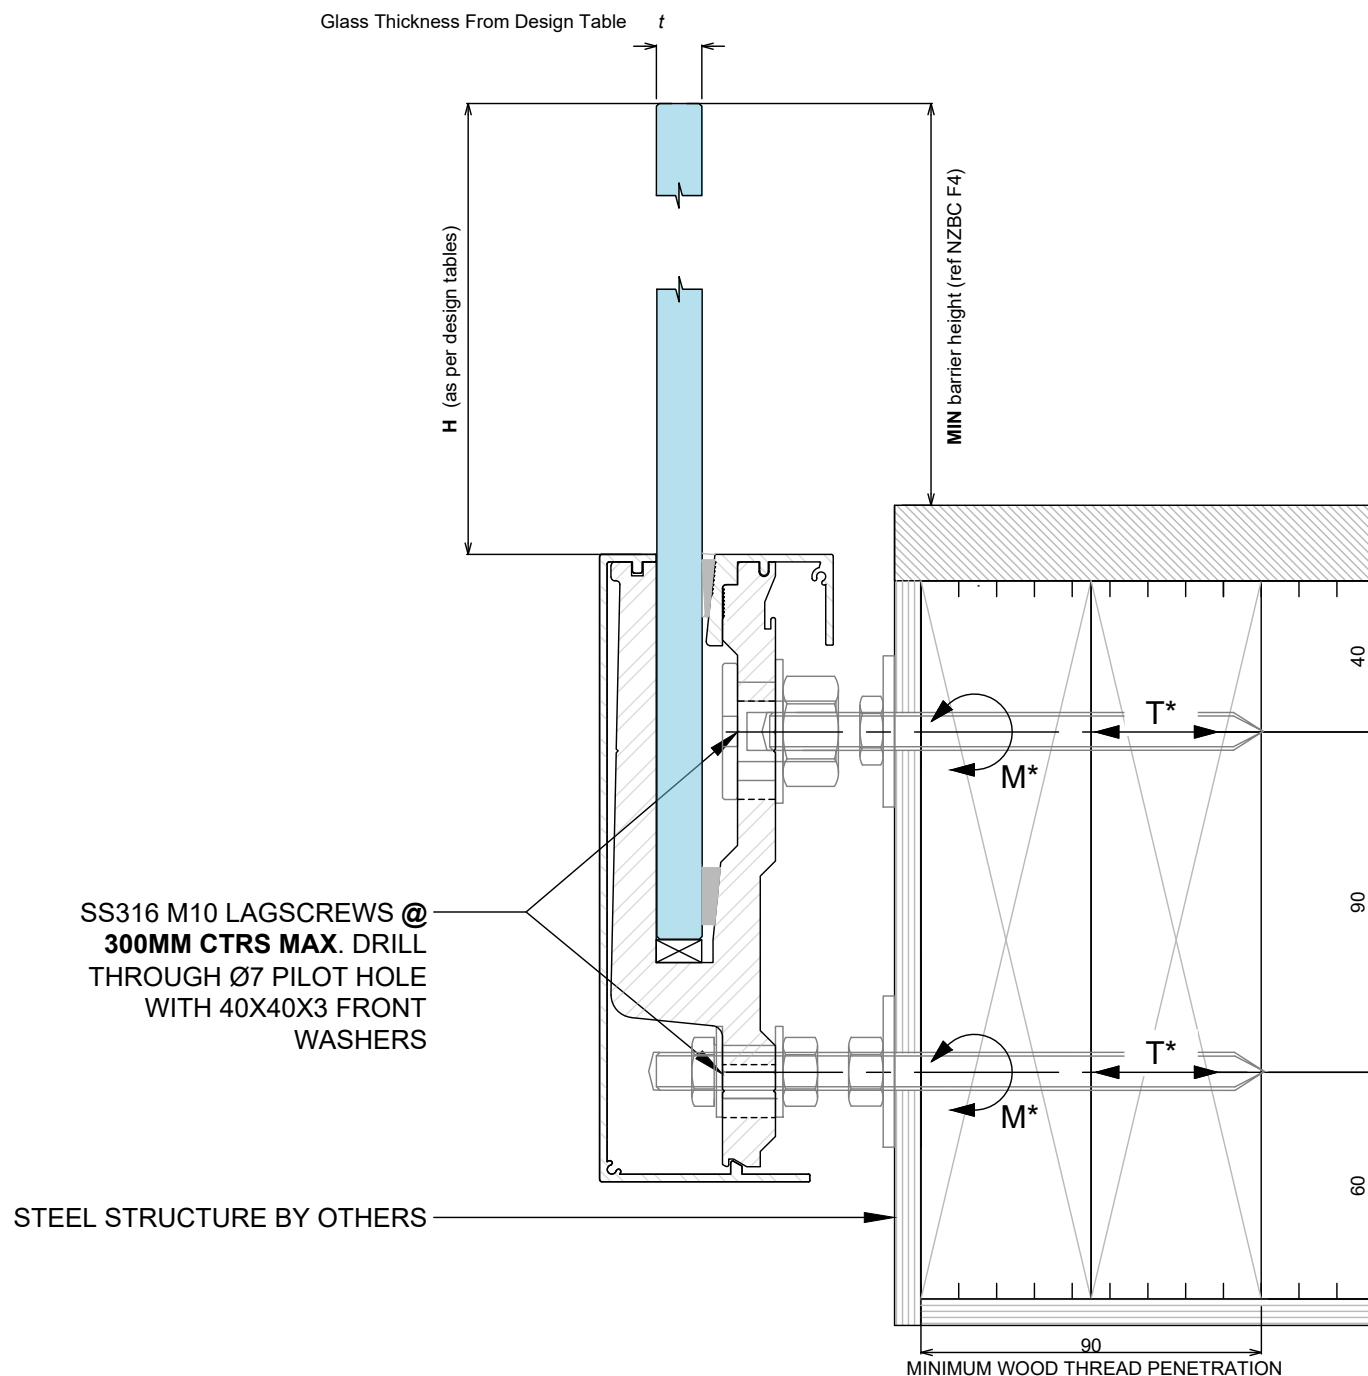 Glass Thickness From Design Table t
H (as per design tables)
MIN barrier height (ref NZBC F4)
40
T*
M*
SS316 M10 LAGSCREWS @
300MM CTRS MAX. DRILL
THROUGH Ø7 PILOT HOLE
WITH 40X40X3 FRONT
WASHERS
90
T*
M*
60
STEEL STRUCTURE BY OTHERS
90
MINIMUM WOOD THREAD PENETRATION